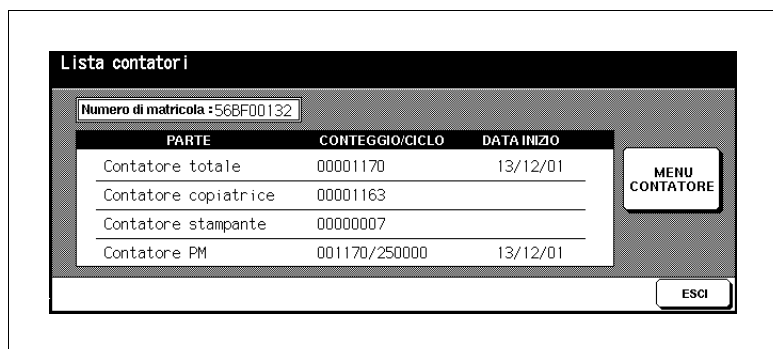 Lista contatori
Numero di matricola : 56BF00132
PARTE CONTEGGIO/CICLO DATA INIZIO
Contatore totale 00001170 13/12/01
Contatore copiatrice 00001163
Contatore stampante 00000007
Contatore PM 001170/250000 13/12/01
MENU
CONTATORE
ESCI